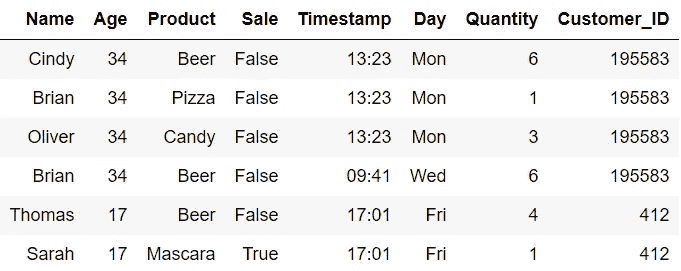 Name Age Product Sale Timestamp Day Quantity Customer_ID
Cindy 34 Beer False 13:23 Mon 6 195583
Brian 34 Pizza False 13:23 Mon 1 195583
Oliver 34 Candy False 13:23 Mon 3 195583
Brian 34 Beer False 09:41 Wed 6 195583
Thomas 17 Beer False 17:01 Fri 4 412
Sarah 17 Mascara True 17:01 Fri 1 412